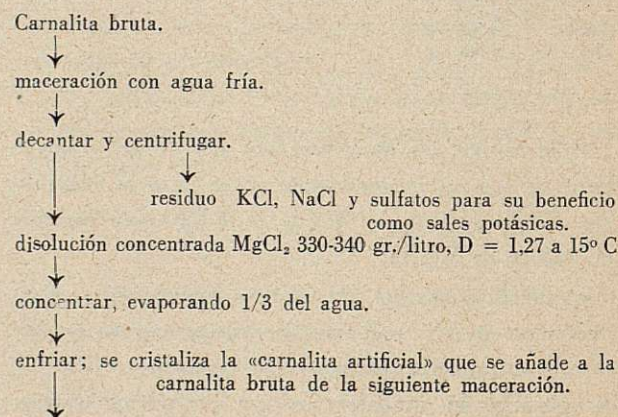 Carnalita bruta.
maceración con agua fría.
decantar y centrifugar.
residuo KCl, NaCl y sulfatos para su beneficio
como sales potásicas.
disolución concentrada MgCl₂ 330-340 gr./litro, D = 1,27 a 15º C
concentrar, evaporando 1/3 del agua.
enfriar; se cristaliza la «carnalita artificial» que se añade a la
carnalita bruta de la siguiente maceración.